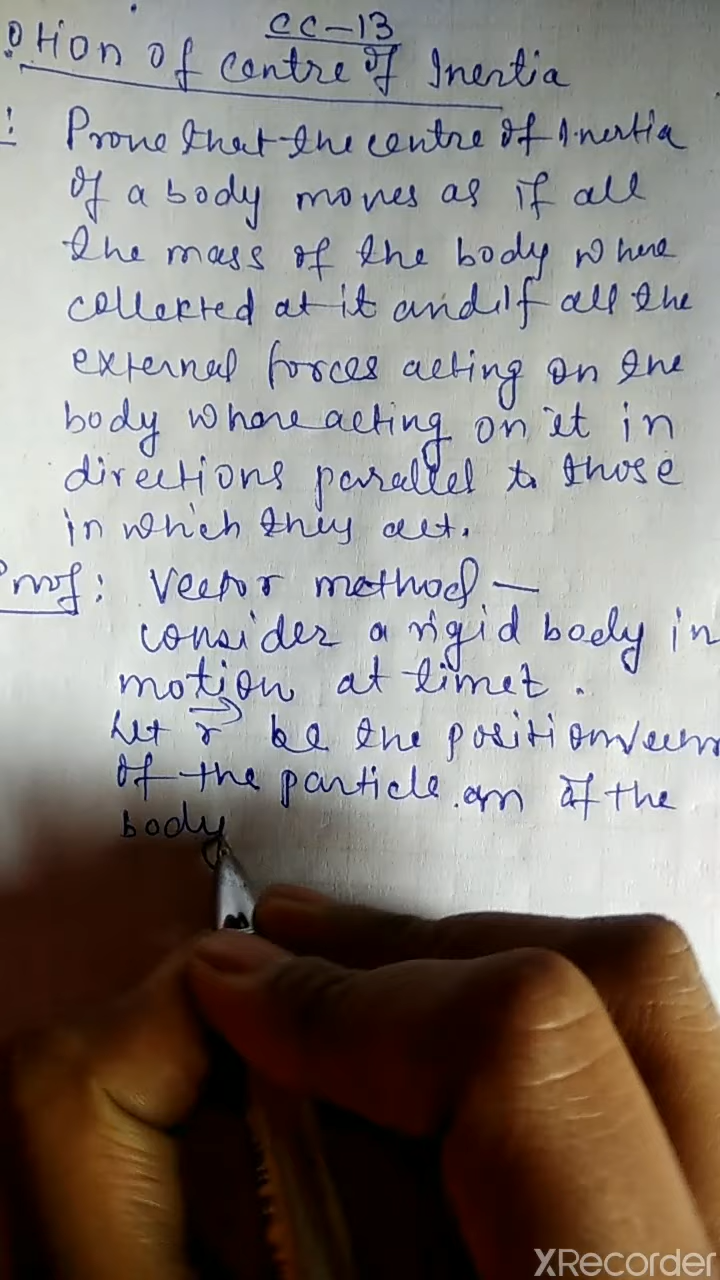 CC-13
otion of centre of Inertia
: Prove that the centre of Inertia
of a body moves as if all
the mass of the body where
collected at it and if all the
external forces acting on the
body where acting on it in
directions parallel to those
in which they act.
Proof: Vector method —
consider a rigid body in
motion at time t.
Let r⃗ be the position
of the particle m of the
body
XRecorder